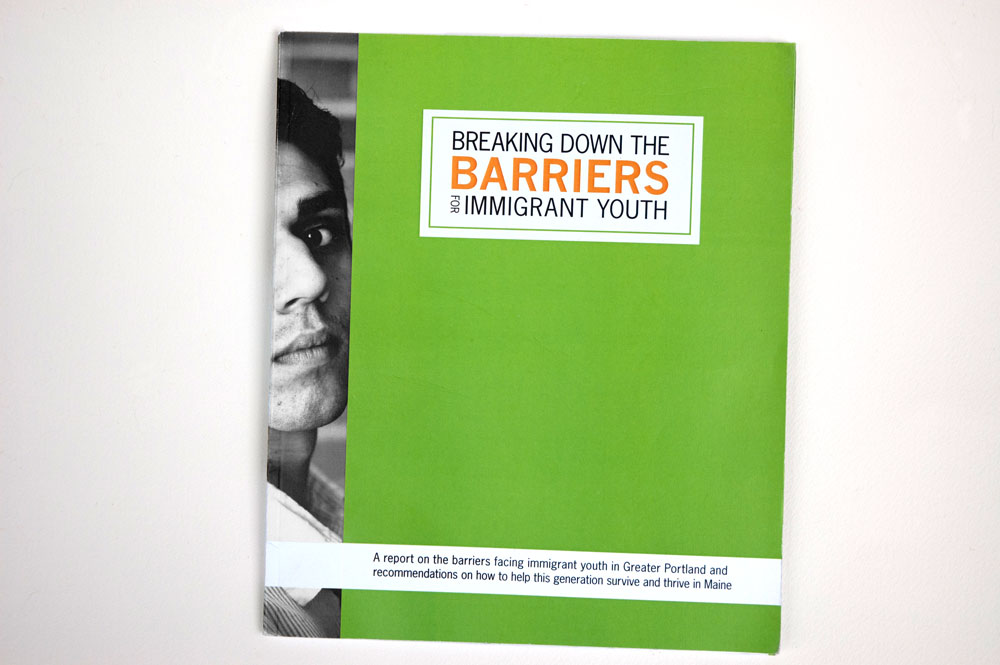 BREAKING DOWN THE
BARRIERS
FOR IMMIGRANT YOUTH
A report on the barriers facing immigrant youth in Greater Portland and
recommendations on how to help this generation survive and thrive in Maine